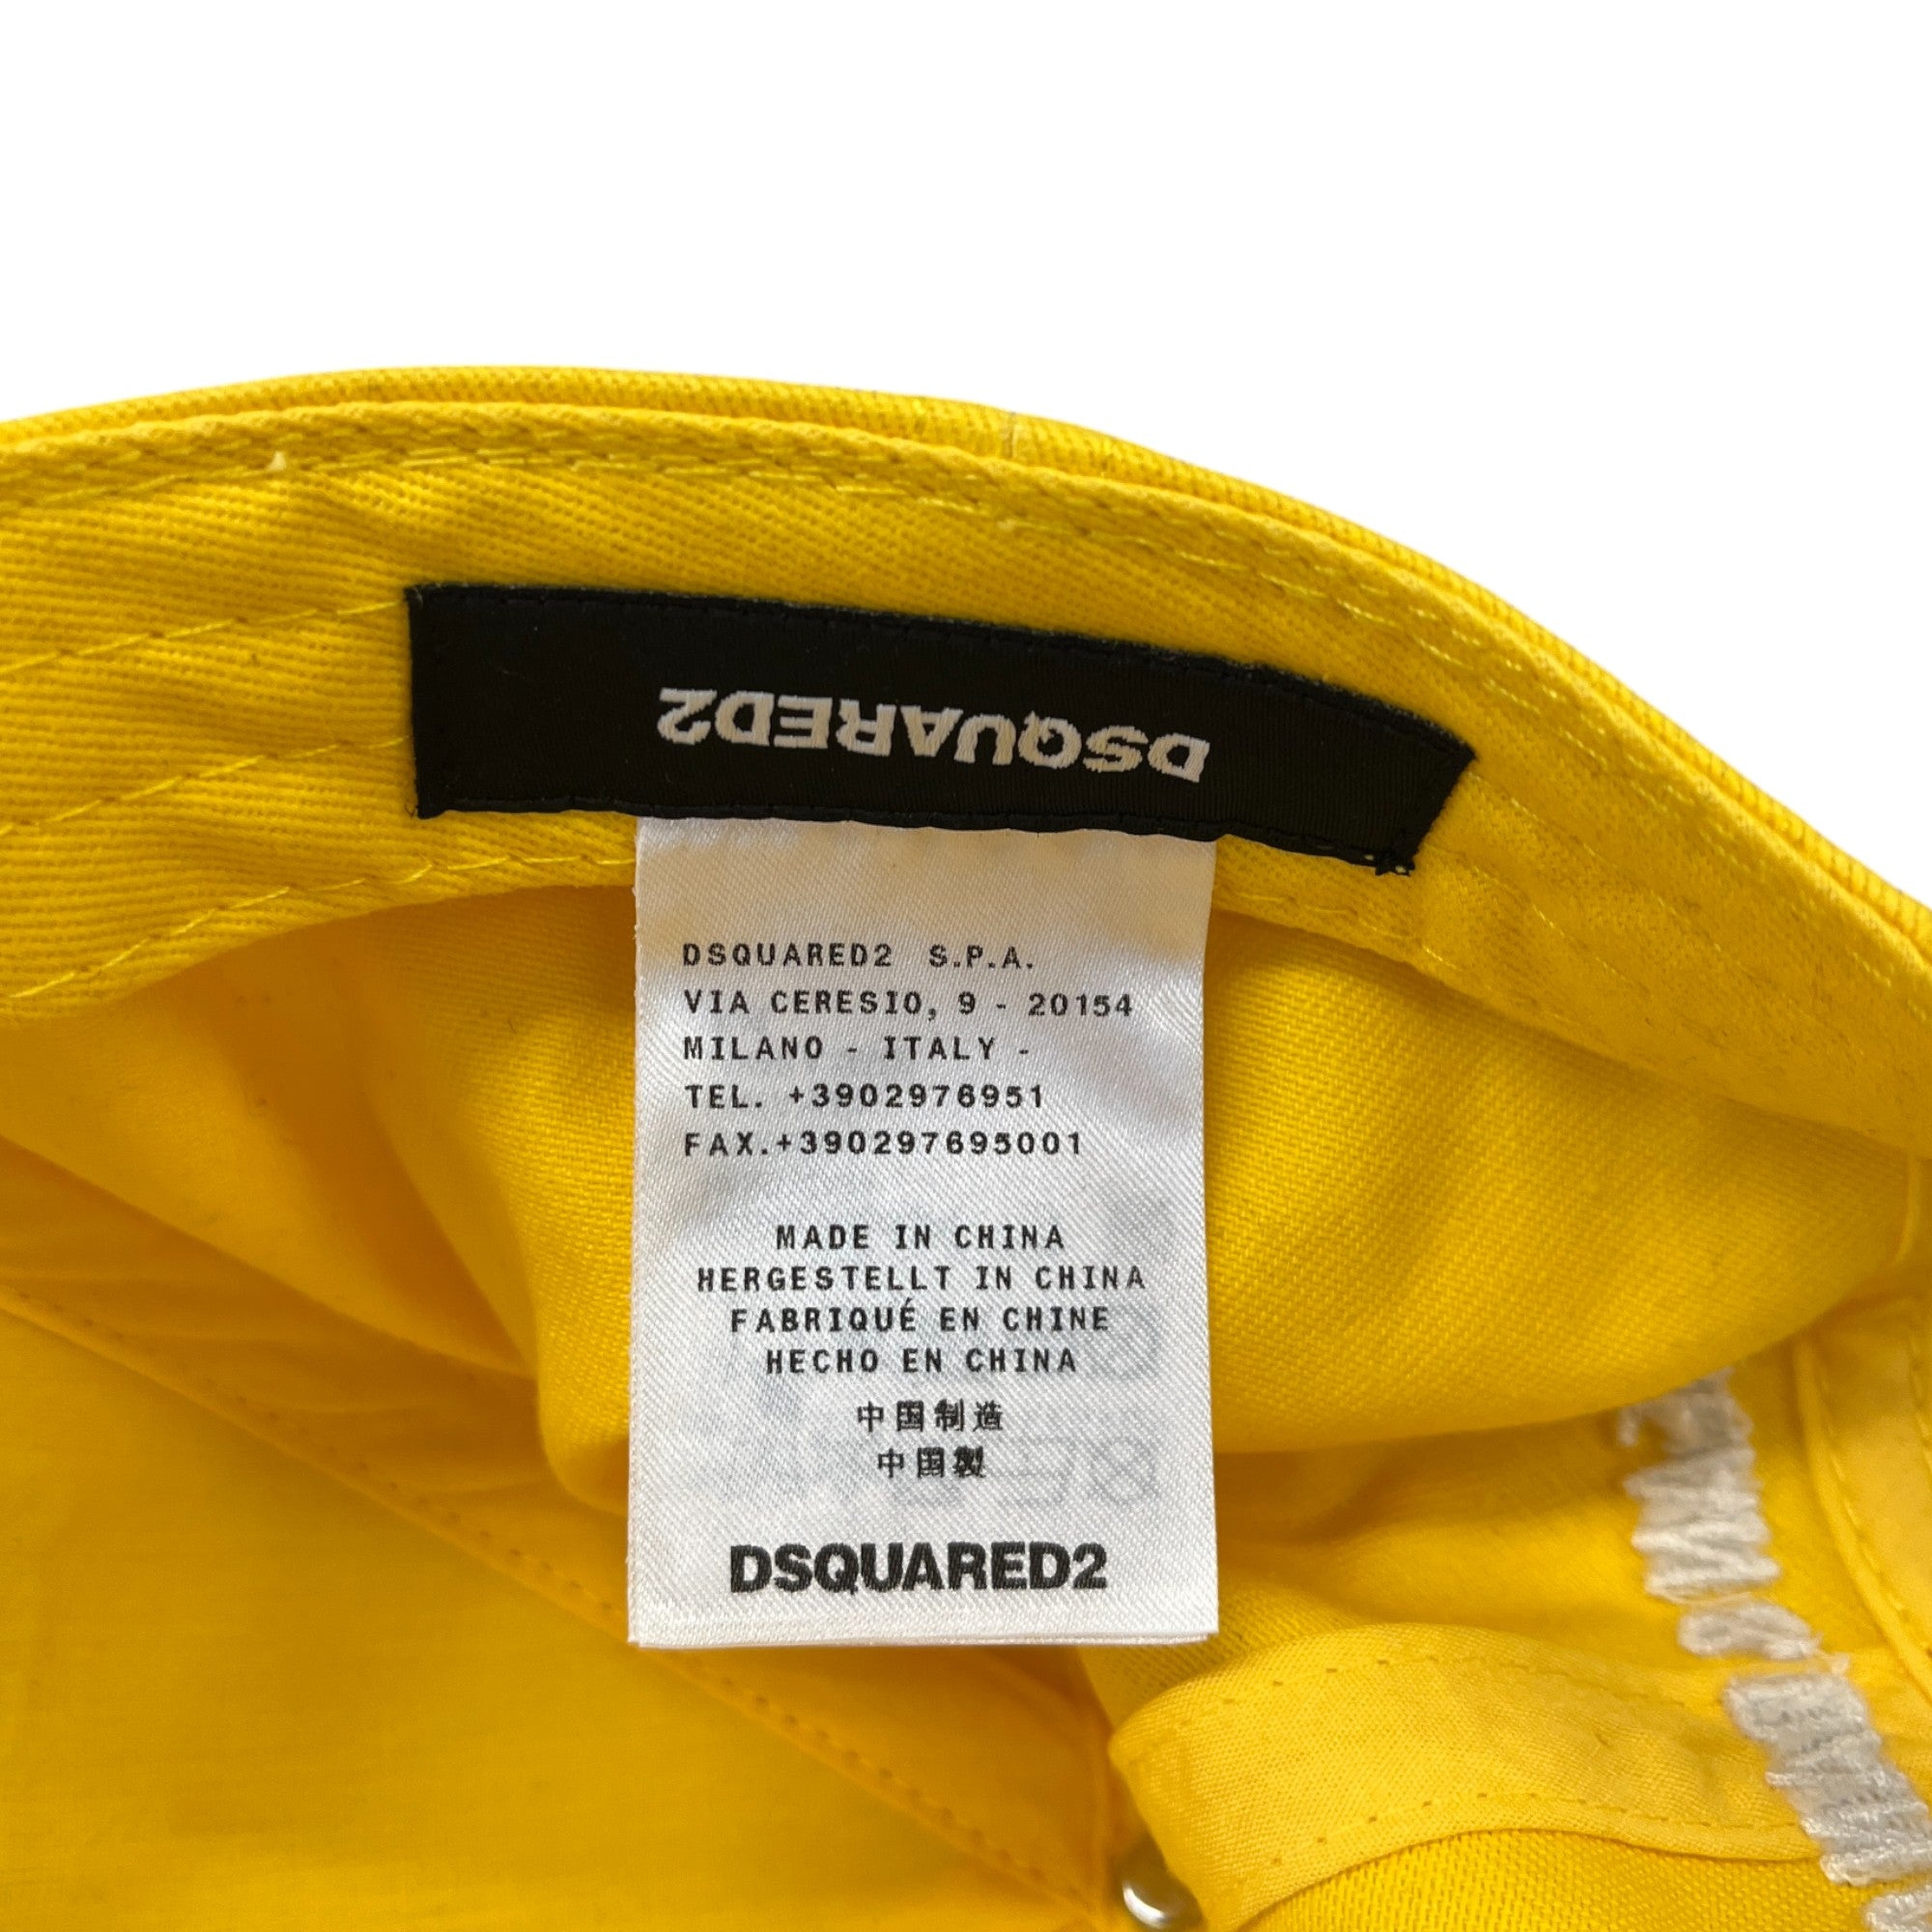 DSQUARED2
DSQUARED2 S.P.A.
VIA CERESIO, 9 - 20154
MILANO - ITALY -
TEL. +3902976951
FAX.+390297695001
MADE IN CHINA
HERGESTELLT IN CHINA
FABRIQUÉ EN CHINE
HECHO EN CHINA
中国制造
中国製
DSQUARED2